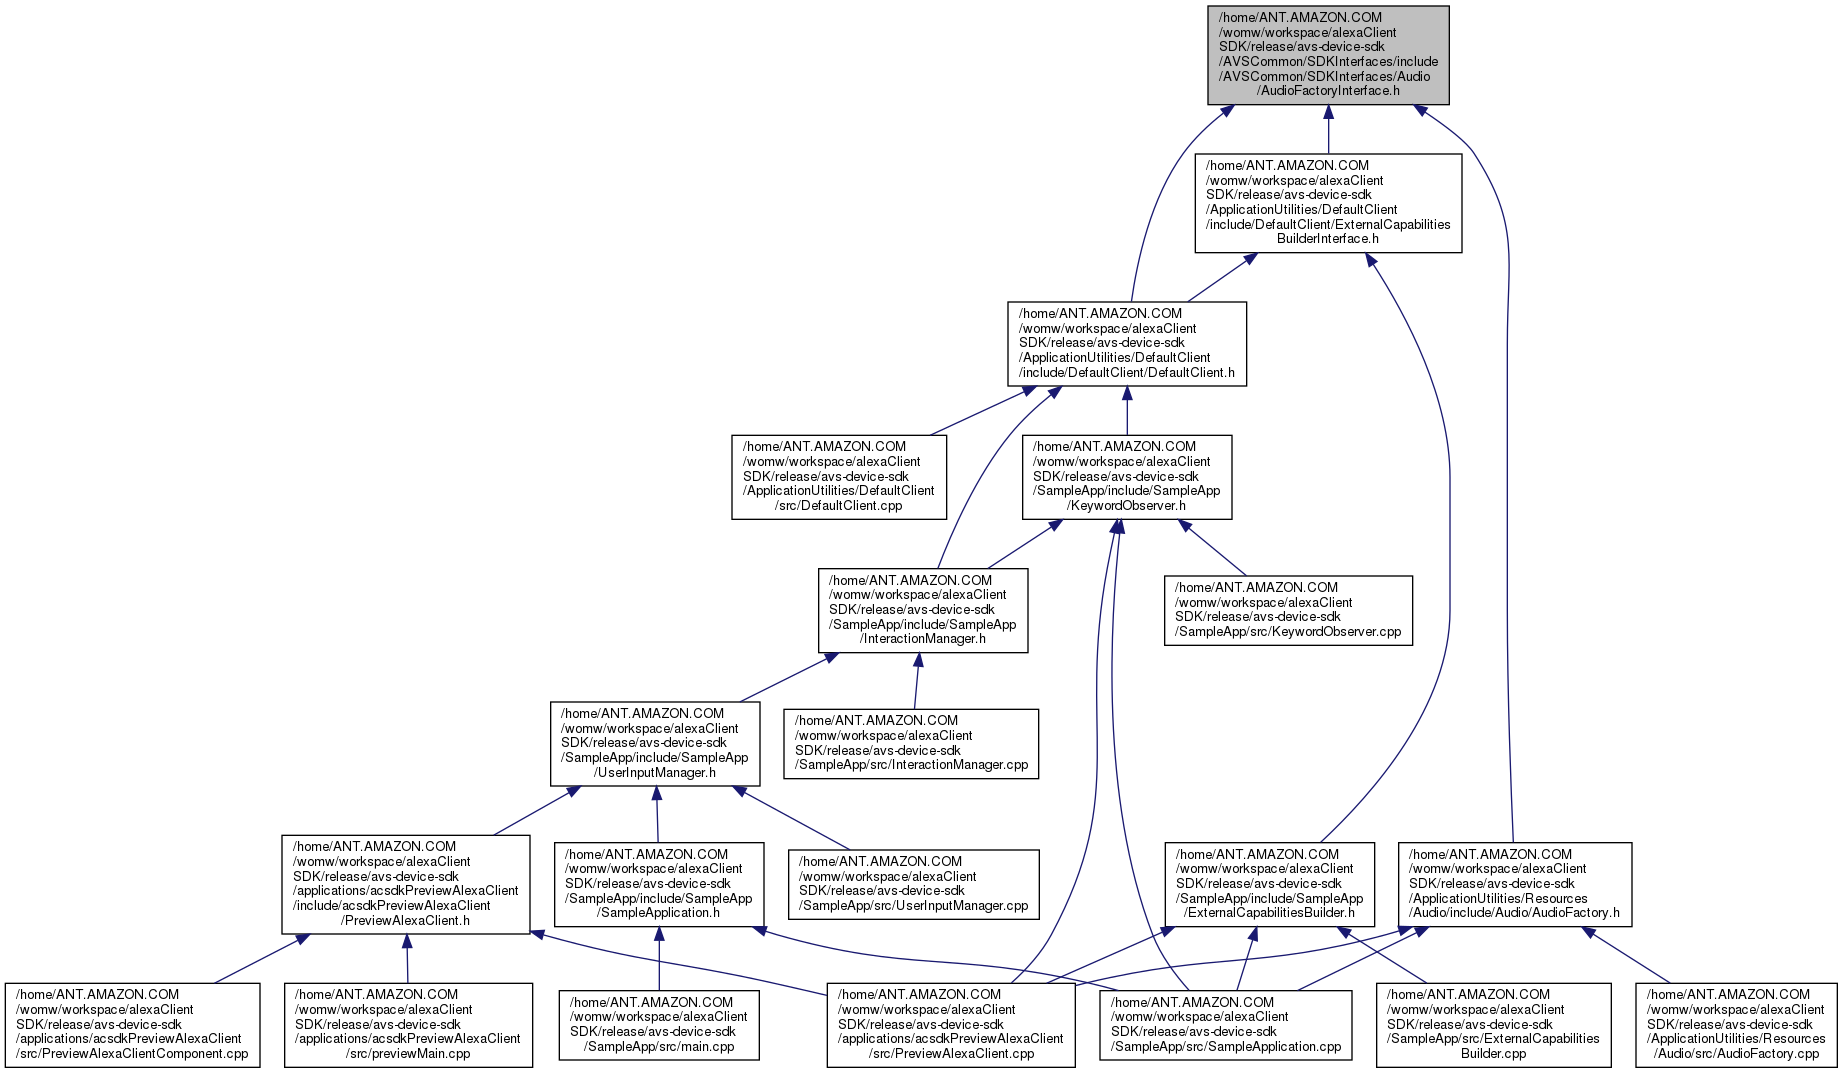 /home/ANT.AMAZON.COM
/womw/workspace/alexaClient
SDK/release/avs-device-sdk
/AVSCommon/SDKInterfaces/include
/AVSCommon/SDKInterfaces/Audio
/AudioFactoryInterface.h
/home/ANT.AMAZON.COM
/womw/workspace/alexaClient
SDK/release/avs-device-sdk
/ApplicationUtilities/DefaultClient
/include/DefaultClient/ExternalCapabilities
BuilderInterface.h
/home/ANT.AMAZON.COM
/womw/workspace/alexaClient
SDK/release/avs-device-sdk
/ApplicationUtilities/DefaultClient
/include/DefaultClient/DefaultClient.h
/home/ANT.AMAZON.COM
/womw/workspace/alexaClient
SDK/release/avs-device-sdk
/ApplicationUtilities/DefaultClient
/src/DefaultClient.cpp
/home/ANT.AMAZON.COM
/womw/workspace/alexaClient
SDK/release/avs-device-sdk
/SampleApp/include/SampleApp
/KeywordObserver.h
/home/ANT.AMAZON.COM
/womw/workspace/alexaClient
SDK/release/avs-device-sdk
/SampleApp/include/SampleApp
/InteractionManager.h
/home/ANT.AMAZON.COM
/womw/workspace/alexaClient
SDK/release/avs-device-sdk
/SampleApp/src/KeywordObserver.cpp
/home/ANT.AMAZON.COM
/womw/workspace/alexaClient
SDK/release/avs-device-sdk
/SampleApp/include/SampleApp
/UserInputManager.h
/home/ANT.AMAZON.COM
/womw/workspace/alexaClient
SDK/release/avs-device-sdk
/SampleApp/src/InteractionManager.cpp
/home/ANT.AMAZON.COM
/womw/workspace/alexaClient
SDK/release/avs-device-sdk
/applications/acsdkPreviewAlexaClient
/include/acsdkPreviewAlexaClient
/PreviewAlexaClient.h
/home/ANT.AMAZON.COM
/womw/workspace/alexaClient
SDK/release/avs-device-sdk
/SampleApp/include/SampleApp
/SampleApplication.h
/home/ANT.AMAZON.COM
/womw/workspace/alexaClient
SDK/release/avs-device-sdk
/SampleApp/src/UserInputManager.cpp
/home/ANT.AMAZON.COM
/womw/workspace/alexaClient
SDK/release/avs-device-sdk
/SampleApp/include/SampleApp
/ExternalCapabilitiesBuilder.h
/home/ANT.AMAZON.COM
/womw/workspace/alexaClient
SDK/release/avs-device-sdk
/ApplicationUtilities/Resources
/Audio/include/Audio/AudioFactory.h
/home/ANT.AMAZON.COM
/womw/workspace/alexaClient
SDK/release/avs-device-sdk
/applications/acsdkPreviewAlexaClient
/src/PreviewAlexaClientComponent.cpp
/home/ANT.AMAZON.COM
/womw/workspace/alexaClient
SDK/release/avs-device-sdk
/applications/acsdkPreviewAlexaClient
/src/previewMain.cpp
/home/ANT.AMAZON.COM
/womw/workspace/alexaClient
SDK/release/avs-device-sdk
/SampleApp/src/main.cpp
/home/ANT.AMAZON.COM
/womw/workspace/alexaClient
SDK/release/avs-device-sdk
/applications/acsdkPreviewAlexaClient
/src/PreviewAlexaClient.cpp
/home/ANT.AMAZON.COM
/womw/workspace/alexaClient
SDK/release/avs-device-sdk
/SampleApp/src/SampleApplication.cpp
/home/ANT.AMAZON.COM
/womw/workspace/alexaClient
SDK/release/avs-device-sdk
/SampleApp/src/ExternalCapabilities
Builder.cpp
/home/ANT.AMAZON.COM
/womw/workspace/alexaClient
SDK/release/avs-device-sdk
/ApplicationUtilities/Resources
/Audio/src/AudioFactory.cpp